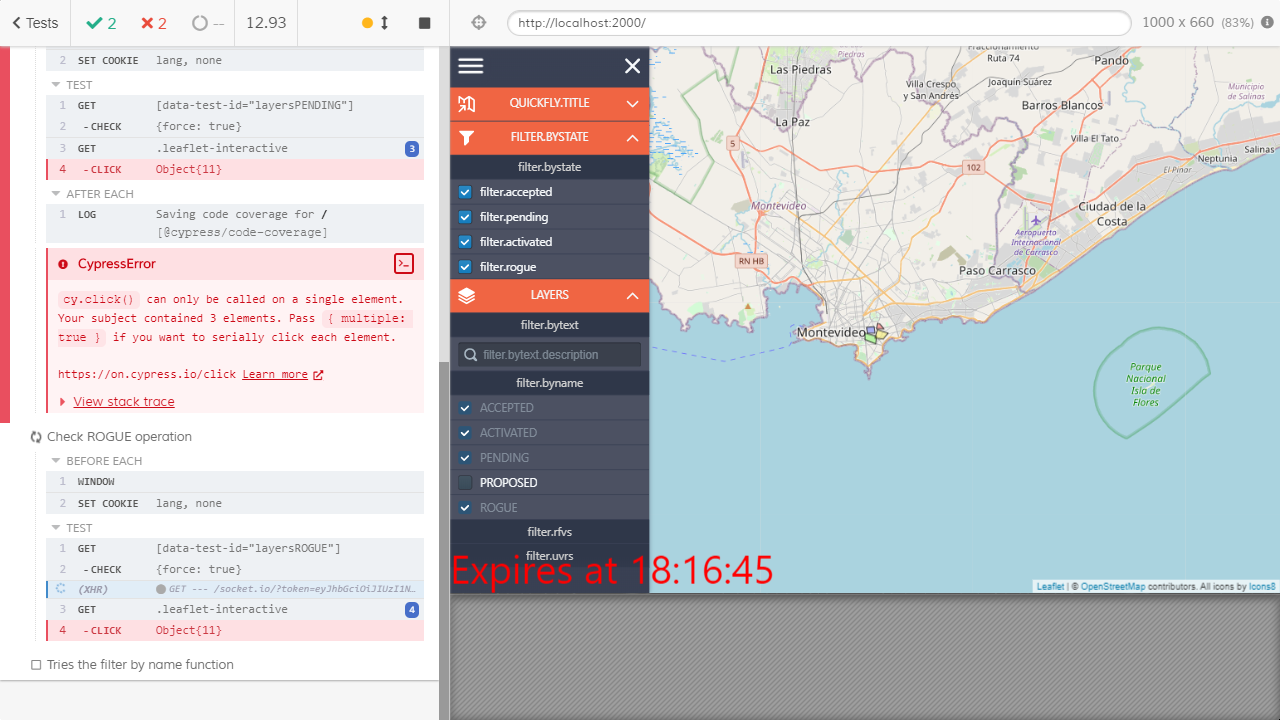 Tests
2
2
--
12.93
http://localhost:2000/
1000 x 660 (83%)
2 SET COOKIE lang, none
TEST
1 GET [data-test-id="layersPENDING"]
2 -CHECK {force: true}
3 GET .leaflet-interactive 3
4 -CLICK Object{11}
AFTER EACH
1 LOG Saving code coverage for /
[@cypress/code-coverage]
CypressError
cy.click() can only be called on a single element.
Your subject contained 3 elements. Pass { multiple:
true } if you want to serially click each element.
https://on.cypress.io/click Learn more
View stack trace
Check ROGUE operation
BEFORE EACH
1 WINDOW
2 SET COOKIE lang, none
TEST
1 GET [data-test-id="layersROGUE"]
2 -CHECK {force: true}
(XHR) GET --- /socket.io/?token=eyJhbGciOiJIUzI1N...
3 GET .leaflet-interactive 4
4 -CLICK Object{11}
Tries the filter by name function
QUICKFLY.TITLE
FILTER.BYSTATE
filter.bystate
filter.accepted
filter.pending
filter.activated
filter.rogue
LAYERS
filter.bytext
filter.bytext.description
filter.byname
ACCEPTED
ACTIVATED
PENDING
PROPOSED
ROGUE
filter.rfvs
filter.uvrs
Expires at 18:16:45
Piedras
Las Piedras
Ruta 74
Pando
Villa Crespo
y San Andrés
Joaquín Suárez
Municipio
de Salinas
Barros Blancos
La Paz
5
Villa El Tato
Salinas
Neptunia
El Pinar
102
Montevideo
Ciudad de la
Costa
Aeropuerto
Internacional
de Carrasco
RN HB
Paso Carrasco
Montevideo
Parque
Nacional
Isla de
Flores
Leaflet | © OpenStreetMap contributors. All icons by Icons8